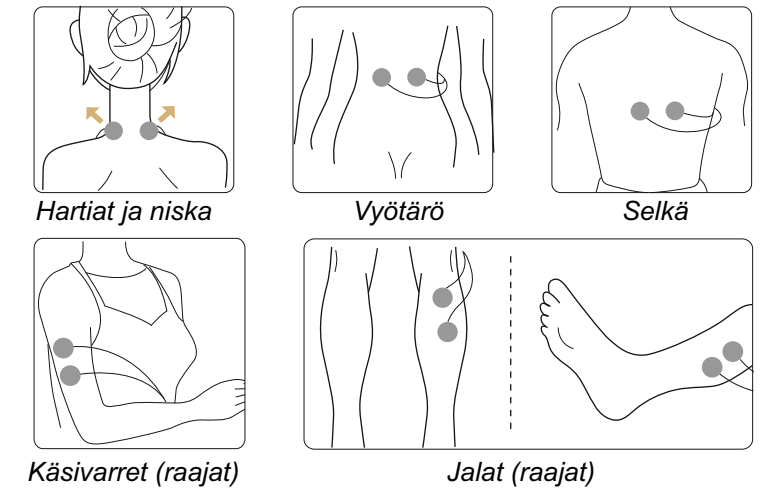 Hartiat ja niska
Vyötärö
Selkä
Käsivarret (raajat)
Jalat (raajat)